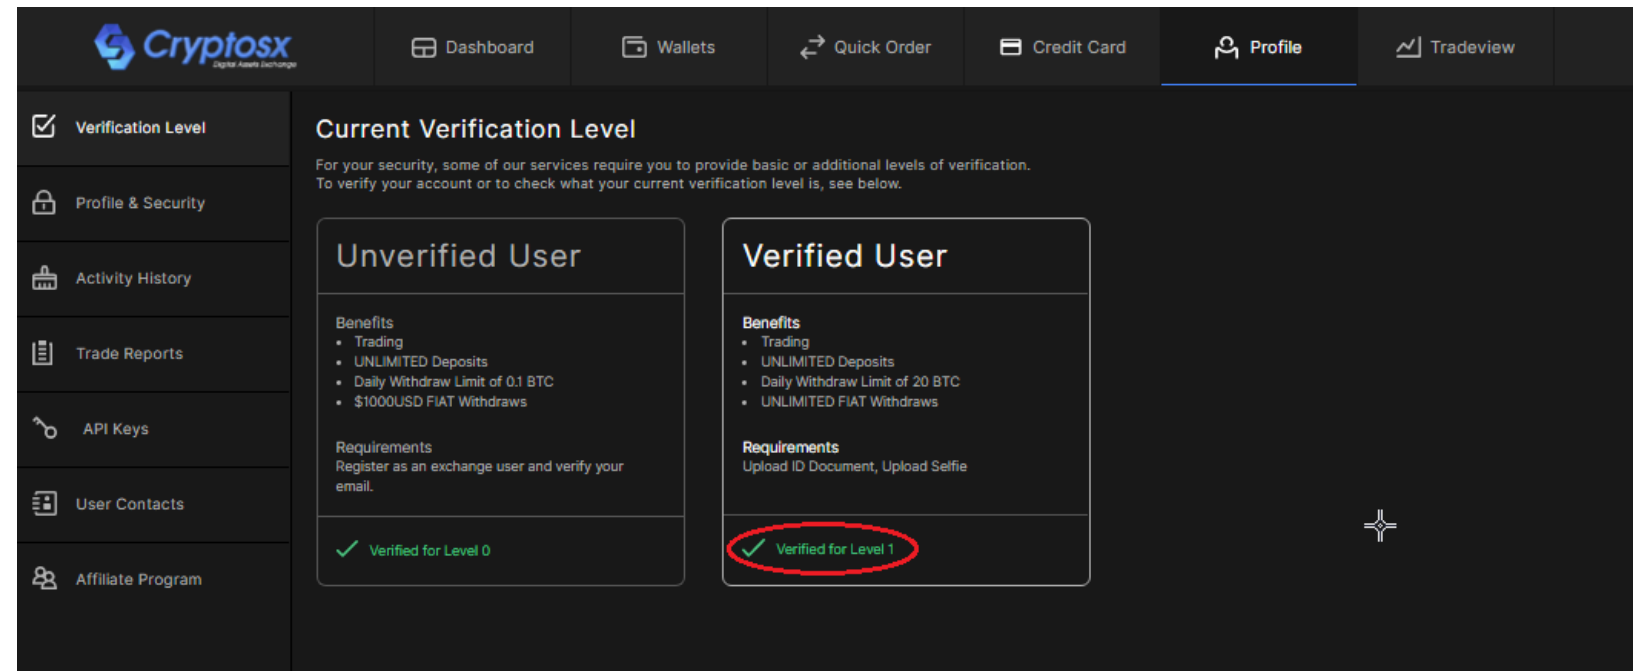 Cryptosx
Digital Assets Exchange
Dashboard
Wallets
Quick Order
Credit Card
Profile
Tradeview
Verification Level
Profile & Security
Activity History
Trade Reports
API Keys
User Contacts
Affiliate Program
Current Verification Level
For your security, some of our services require you to provide basic or additional levels of verification.
To verify your account or to check what your current verification level is, see below.
Unverified User
Benefits
• Trading
• UNLIMITED Deposits
• Daily Withdraw Limit of 0.1 BTC
• $1000USD FIAT Withdraws
Requirements
Register as an exchange user and verify your
email.
Verified for Level 0
Verified User
Benefits
• Trading
• UNLIMITED Deposits
• Daily Withdraw Limit of 20 BTC
• UNLIMITED FIAT Withdraws
Requirements
Upload ID Document, Upload Selfie
Verified for Level 1